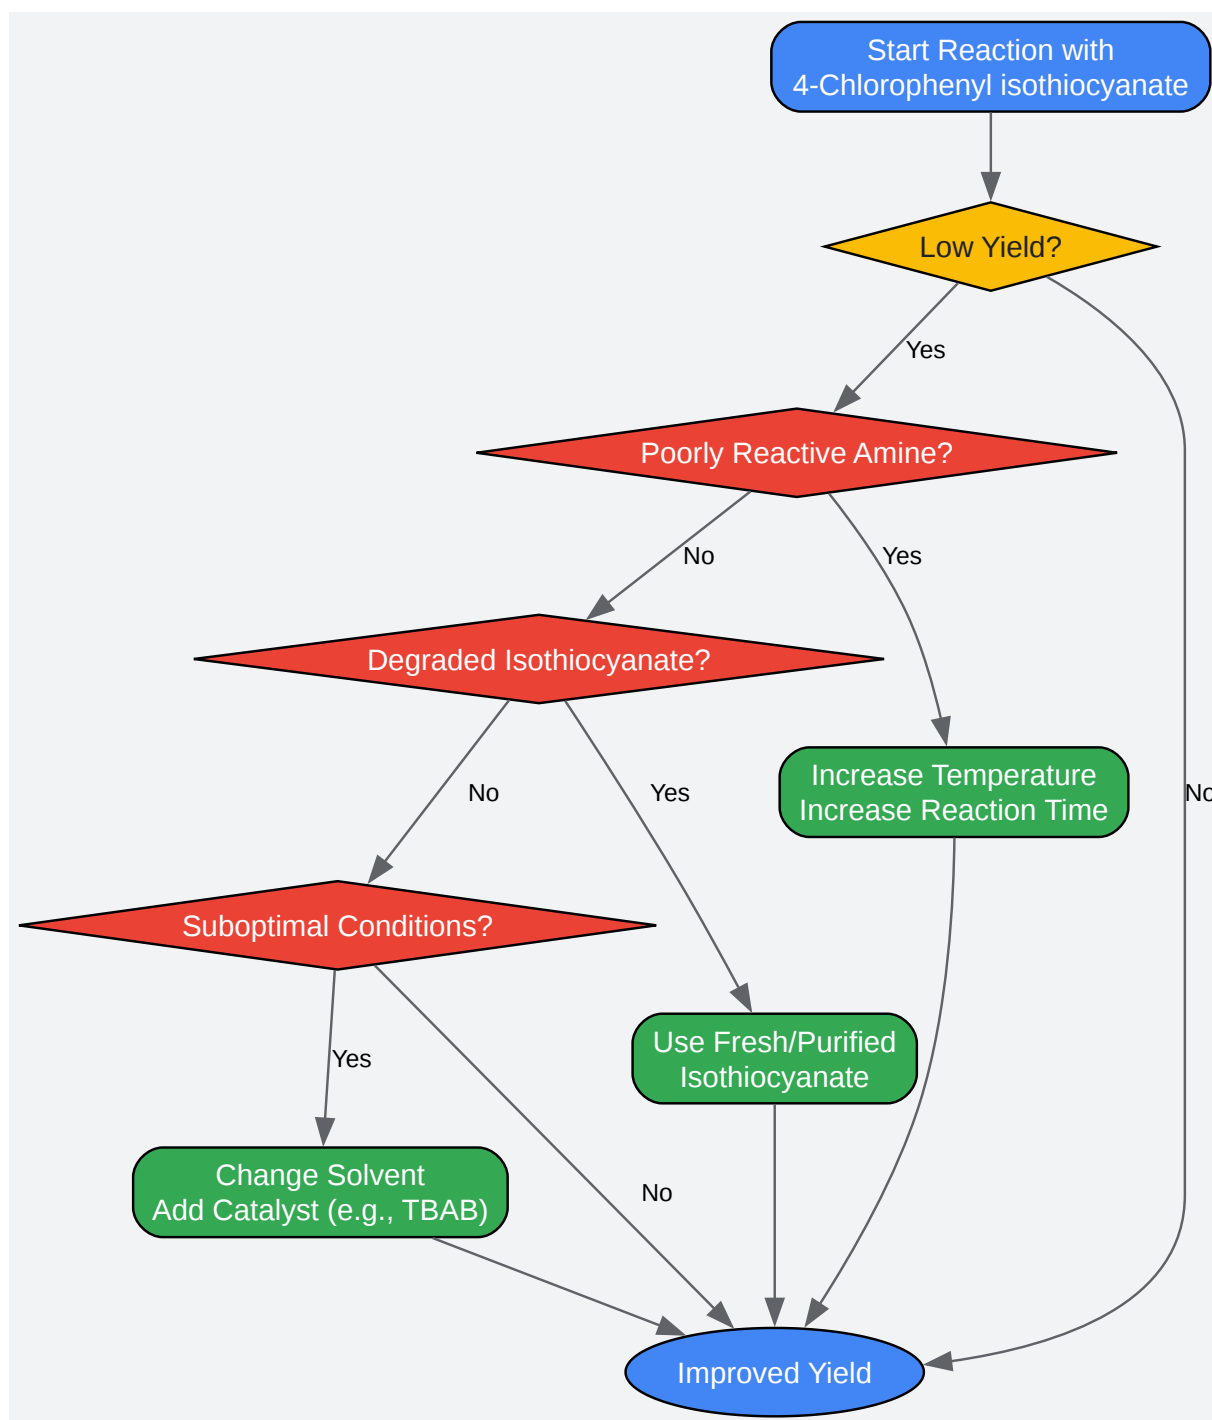 Start Reaction with
4-Chlorophenyl isothiocyanate
Low Yield?
Yes
Poorly Reactive Amine?
No
Yes
Degraded Isothiocyanate?
Increase Temperature
Increase Reaction Time
No
Yes
No
Suboptimal Conditions?
Use Fresh/Purified
Isothiocyanate
Yes
Change Solvent
Add Catalyst (e.g., TBAB)
No
Improved Yield